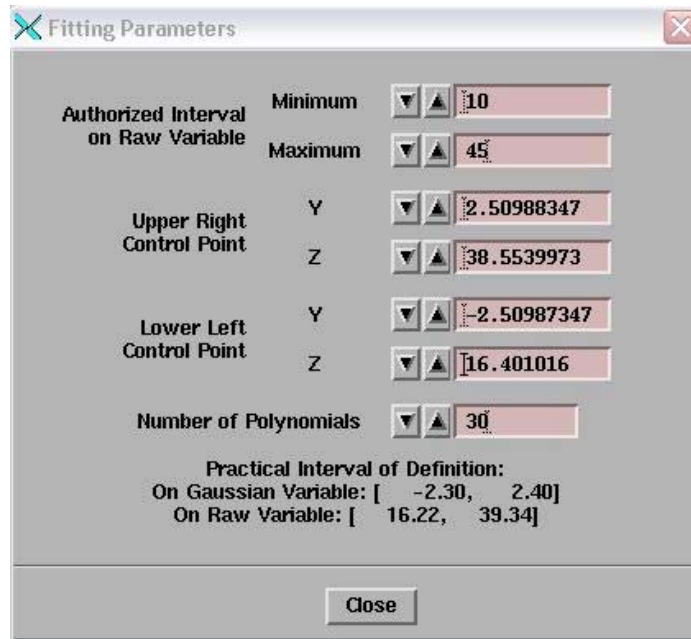 Fitting Parameters
Authorized Interval on Raw Variable
Minimum 10
Maximum 45
Upper Right Control Point
Y 2.50988347
Z 38.5539973
Lower Left Control Point
Y -2.50987347
Z 16.401016
Number of Polynomials 30
Practical Interval of Definition:
On Gaussian Variable: [ -2.30, 2.40]
On Raw Variable: [ 16.22, 39.34]
Close